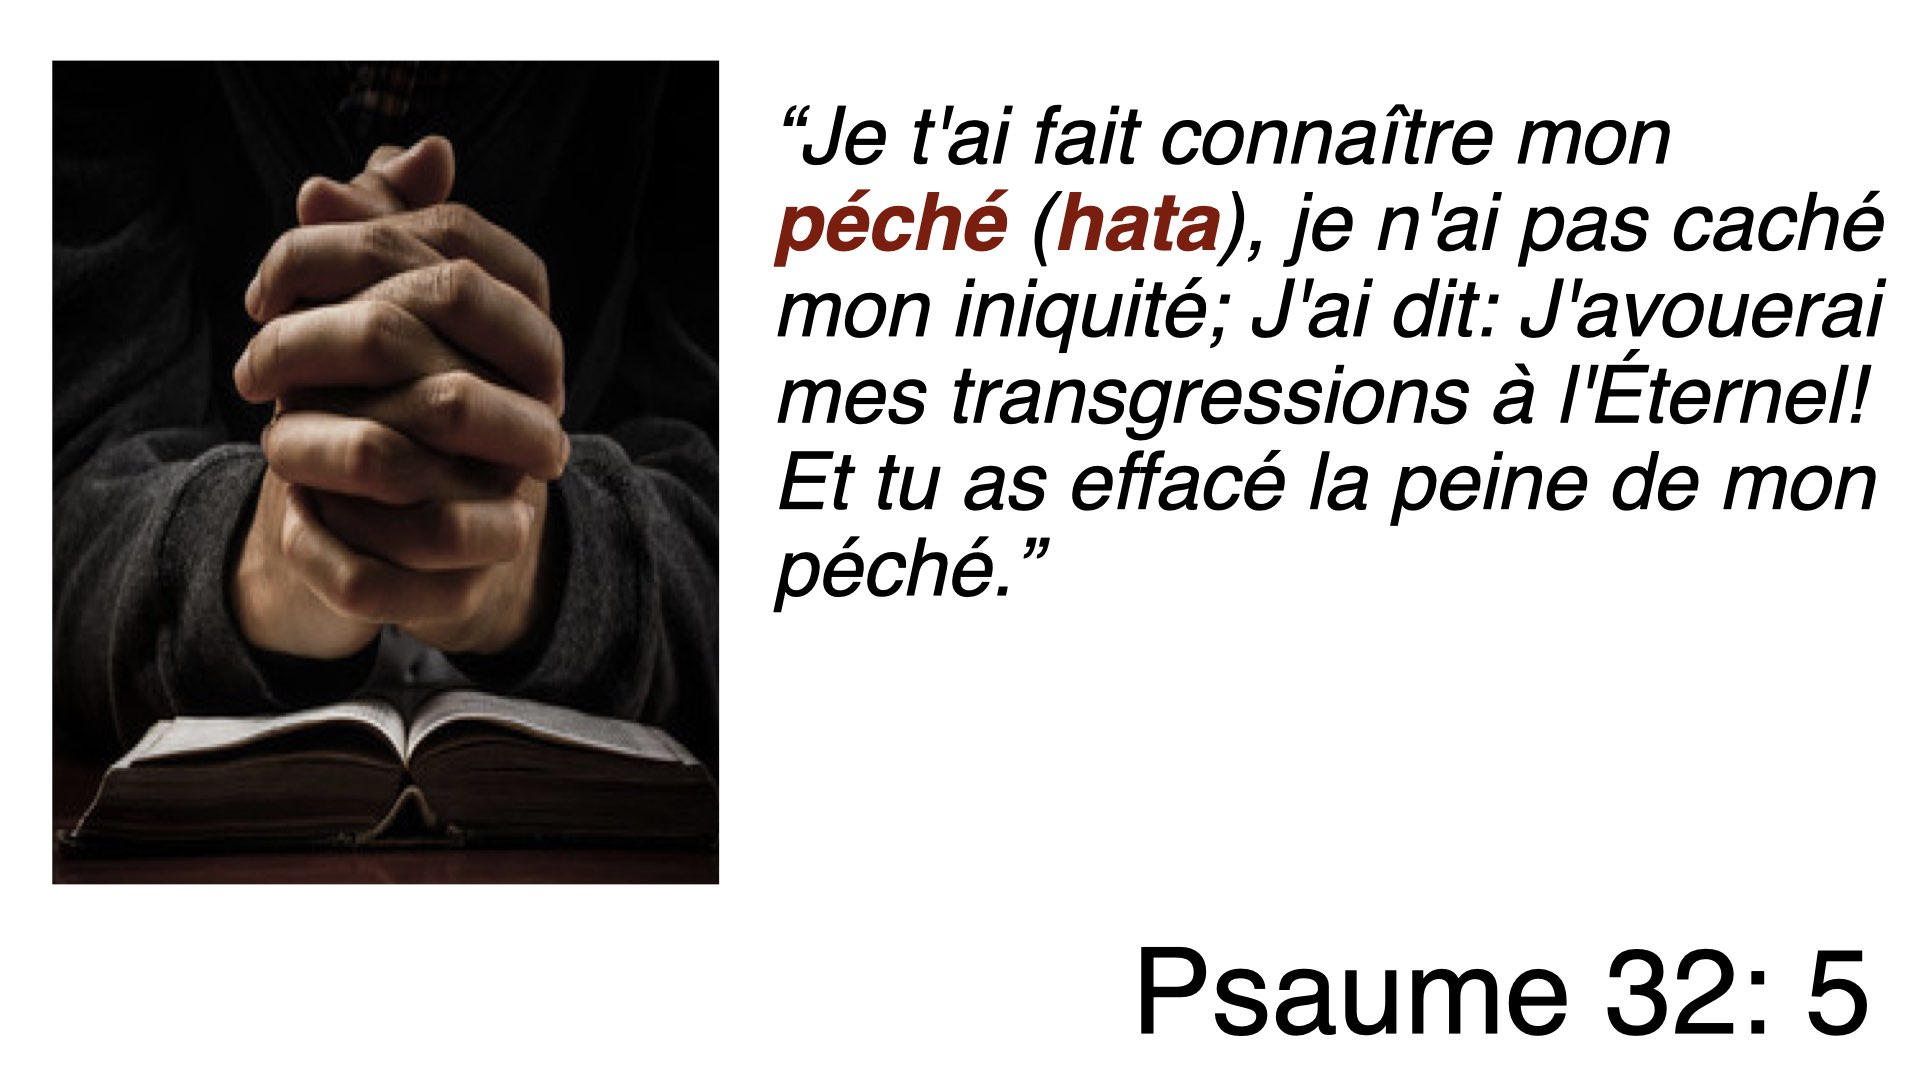 “Je t'ai fait connaître mon
péché (hata), je n'ai pas caché
mon iniquité; J'ai dit: J'avouerai
mes transgressions à l'Éternel!
Et tu as effacé la peine de mon
péché.”
Psaume 32: 5